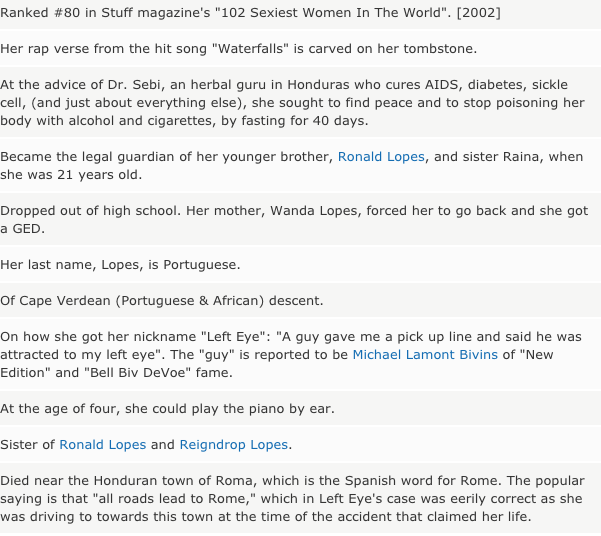 Ranked #80 in Stuff magazine's "102 Sexiest Women In The World". [2002]
Her rap verse from the hit song "Waterfalls" is carved on her tombstone.
At the advice of Dr. Sebi, an herbal guru in Honduras who cures AIDS, diabetes, sickle
cell, (and just about everything else), she sought to find peace and to stop poisoning her
body with alcohol and cigarettes, by fasting for 40 days.
Became the legal guardian of her younger brother, Ronald Lopes, and sister Raina, when
she was 21 years old.
Dropped out of high school. Her mother, Wanda Lopes, forced her to go back and she got
a GED.
Her last name, Lopes, is Portuguese.
Of Cape Verdean (Portuguese & African) descent.
On how she got her nickname "Left Eye": "A guy gave me a pick up line and said he was
attracted to my left eye". The "guy" is reported to be Michael Lamont Bivins of "New
Edition" and "Bell Biv DeVoe" fame.
At the age of four, she could play the piano by ear.
Sister of Ronald Lopes and Reigndrop Lopes.
Died near the Honduran town of Roma, which is the Spanish word for Rome. The popular
saying is that "all roads lead to Rome," which in Left Eye's case was eerily correct as she
was driving to towards this town at the time of the accident that claimed her life.